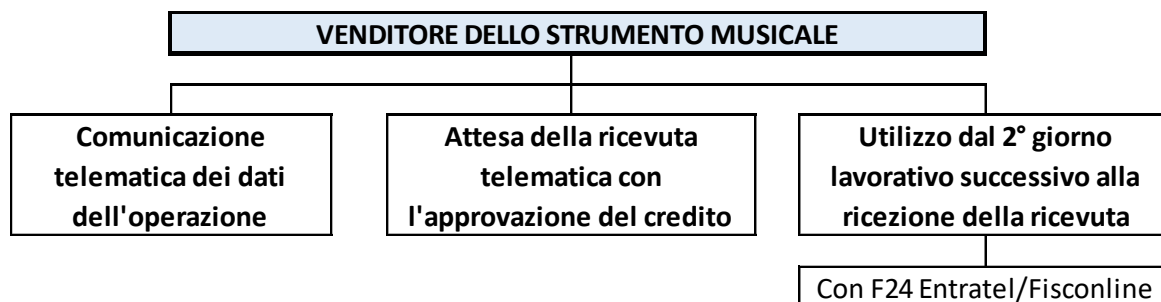 VENDITORE DELLO STRUMENTO MUSICALE
Comunicazione
telematica dei dati
dell'operazione
Attesa della ricevuta
telematica con
l'approvazione del credito
Utilizzo dal 2° giorno
lavorativo successivo alla
ricezione della ricevuta
Con F24 Entratel/Fisconline